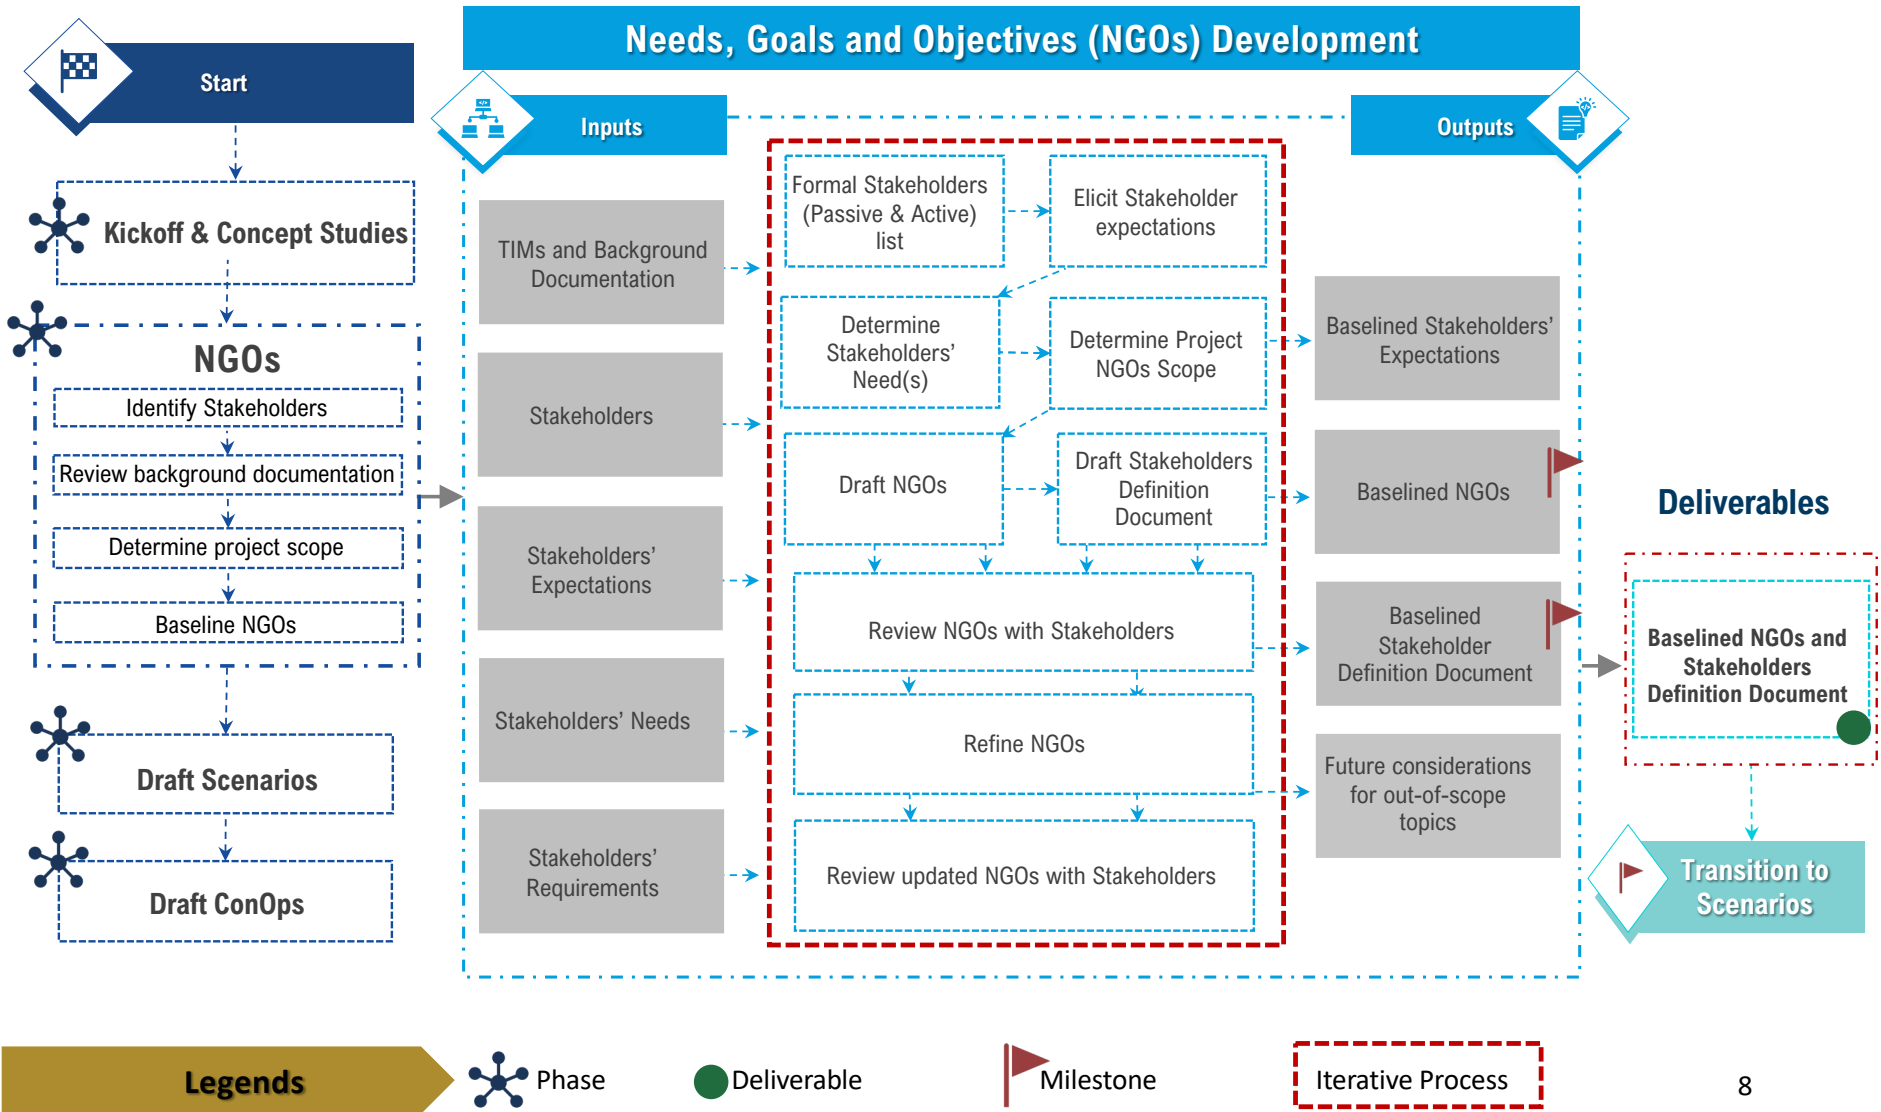 Needs, Goals and Objectives (NGOs) Development
Start
Kickoff & Concept Studies
NGOs
Identify Stakeholders
Review background documentation
Determine project scope
Baseline NGOs
Draft Scenarios
Draft ConOps
Inputs
TIMs and Background
Documentation
Stakeholders
Stakeholders'
Expectations
Stakeholders' Needs
Stakeholders'
Requirements
Formal Stakeholders
(Passive & Active)
list
Elicit Stakeholder
expectations
Determine
Stakeholders'
Need(s)
Determine Project
NGOs Scope
Draft NGOs
Draft Stakeholders
Definition
Document
Review NGOs with Stakeholders
Refine NGOs
Review updated NGOs with Stakeholders
Outputs
Baselined Stakeholders'
Expectations
Baselined NGOs
Baselined
Stakeholder
Definition Document
Future considerations
for out-of-scope
topics
Deliverables
Baselined NGOs and
Stakeholders
Definition Document
Transition to
Scenarios
Legends
Phase
Deliverable
Milestone
Iterative Process
8